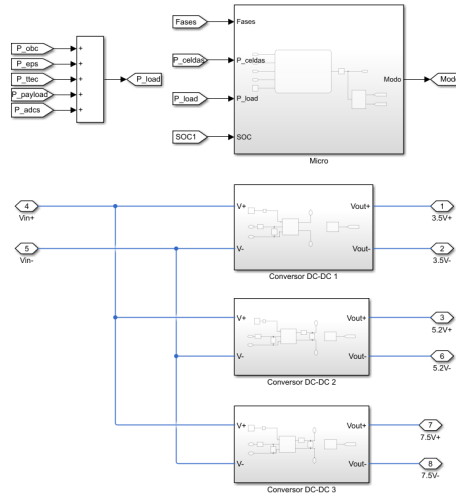 Fases
Fases
P_obc
P_eps
P_ttec
P_payload
P_adcs
+
+
+
+
+
P_load
P_celdas
P_celdas
Modo
Mod
P_load
P_load
SOC1
SOC
Micro
4
Vin+
V+
Vout+
1
3.5V+
5
Vin-
V-
Vout-
2
3.5V-
Conversor DC-DC 1
V+
Vout+
3
5.2V+
V-
Vout-
6
5.2V-
Conversor DC-DC 2
V+
Vout+
7
7.5V+
V-
Vout-
8
7.5V-
Conversor DC-DC 3